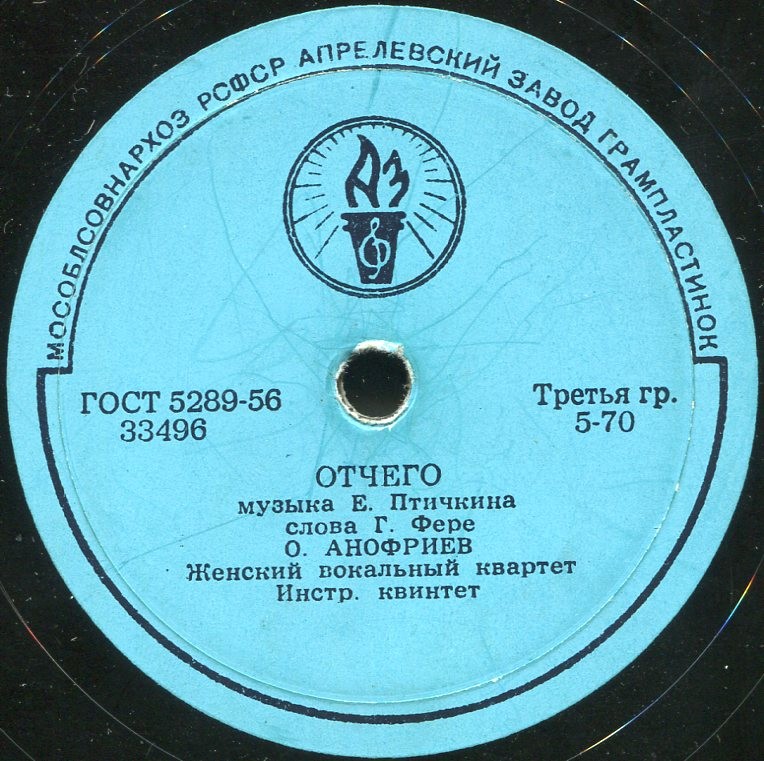 МОСОБЛСОВНАРХОЗ РСФСР АПРЕЛЕВСКИЙ ЗАВОД ГРАМПЛАСТИНОК
АЗ
ГОСТ 5289-56
33496
Третья гр.
5-70
ОТЧЕГО
музыка Е. Птичкина
слова Г. Фере
О. АНОФРИЕВ
Женский вокальный квартет
Инстр. квинтет